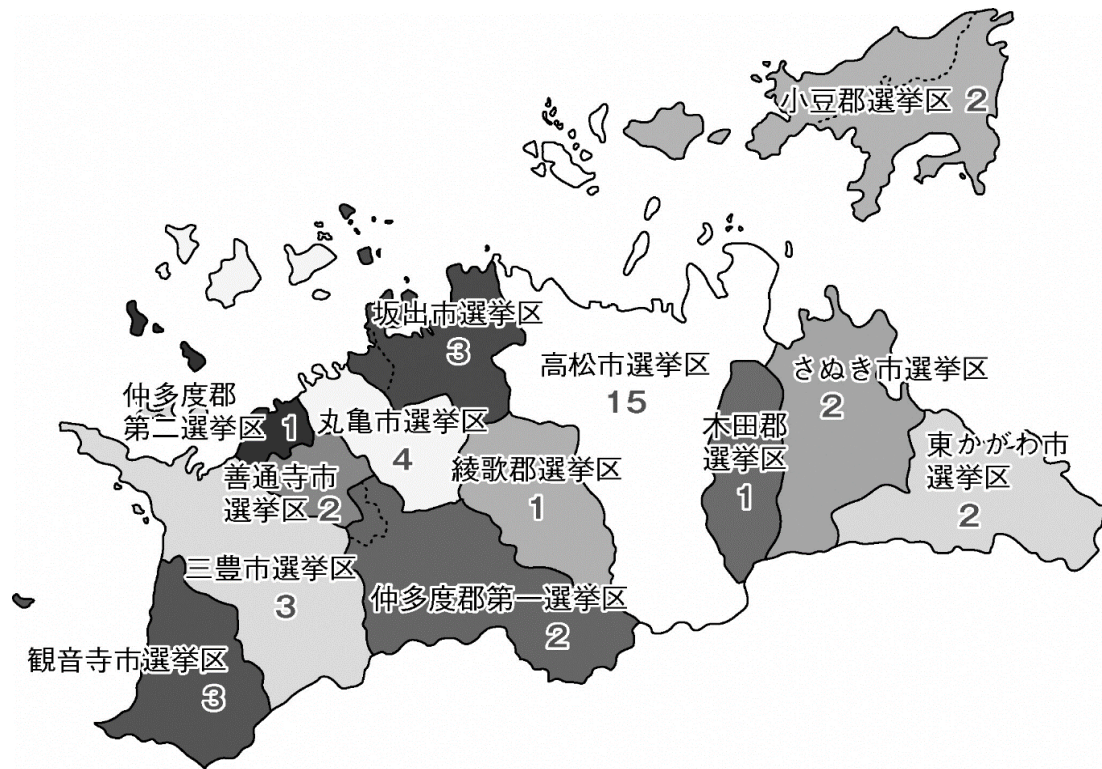 小豆郡選挙区 2
坂出市選挙区
3
高松市選挙区
15
さぬき市選挙区
2
仲多度郡
第二選挙区 1
丸亀市選挙区
4
木田郡
選挙区
1
東かがわ市
選挙区
2
善通寺市
選挙区 2
綾歌郡選挙区
1
三豊市選挙区
3
仲多度郡第一選挙区
2
観音寺市選挙区
3